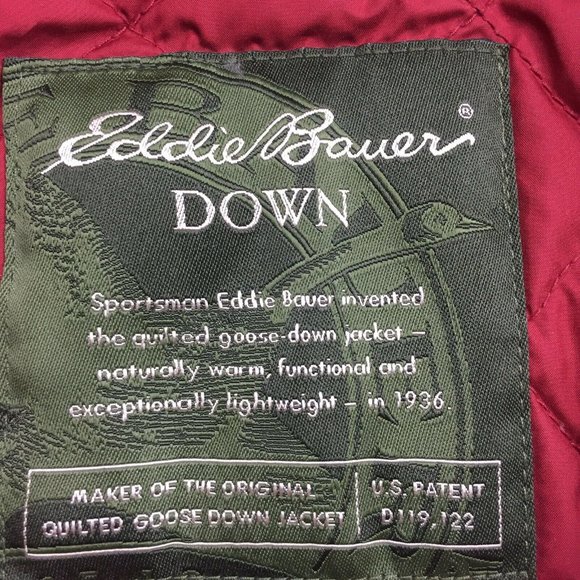 Eddie Bauer®
DOWN
Sportsman Eddie Bauer invented
the quilted goose-down jacket –
naturally warm, functional and
exceptionally lightweight – in 1936.
MAKER OF THE ORIGINAL
QUILTED GOOSE DOWN JACKET
U.S. PATENT
D119,122